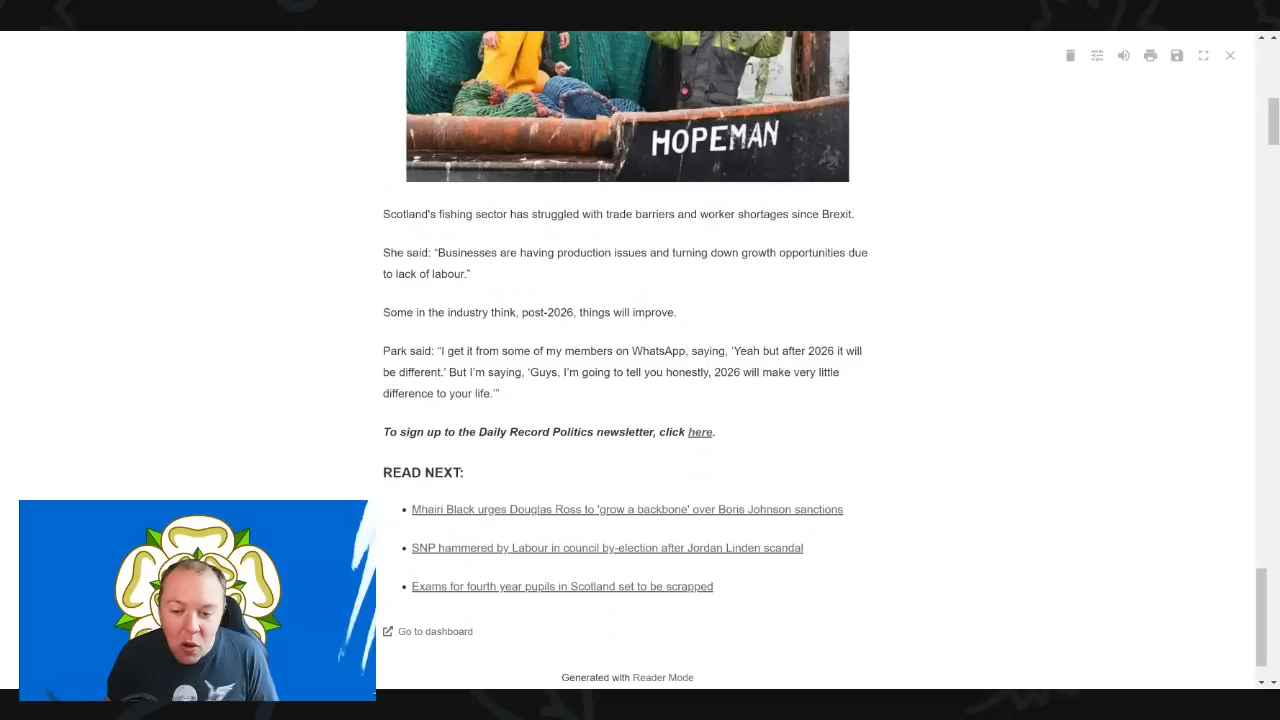 HOPEMAN
Scotland's fishing sector has struggled with trade barriers and worker shortages since Brexit.
She said: “Businesses are having production issues and turning down growth opportunities due
to lack of labour.”
Some in the industry think, post-2026, things will improve.
Park said: “I get it from some of my members on WhatsApp, saying, ‘Yeah but after 2026 it will
be different.’ But I’m saying, ‘Guys, I’m going to tell you honestly, 2026 will make very little
difference to your life.’”
To sign up to the Daily Record Politics newsletter, click here.
READ NEXT:
• Mhairi Black urges Douglas Ross to 'grow a backbone' over Boris Johnson sanctions
• SNP hammered by Labour in council by-election after Jordan Linden scandal
• Exams for fourth year pupils in Scotland set to be scrapped
Go to dashboard
Generated with Reader Mode